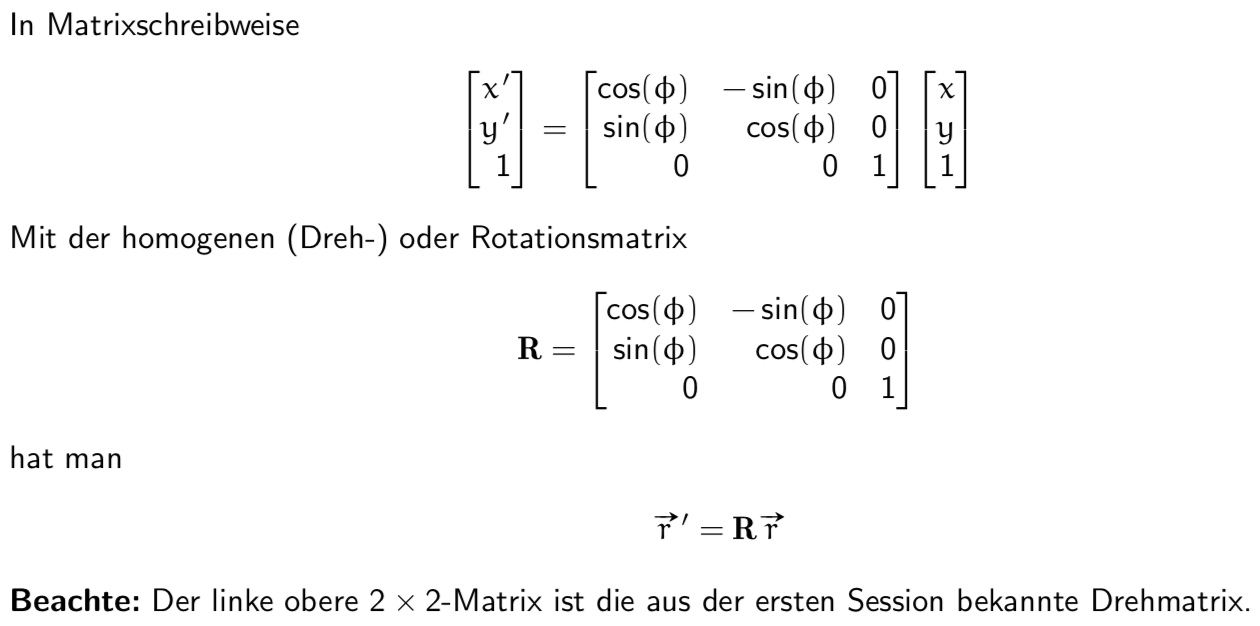 In Matrixschreibweise
[x′] = [cos(ϕ) − sin(ϕ) 0] [x]
[y′] [sin(ϕ) cos(ϕ) 0] [y]
[1] [0 0 1] [1]
Mit der homogenen (Dreh-) oder Rotationsmatrix
[cos(ϕ) − sin(ϕ) 0]
R = [sin(ϕ) cos(ϕ) 0]
[0 0 1]
hat man
r⃗ ′ = R r⃗
Beachte: Der linke obere 2 × 2-Matrix ist die aus der ersten Session bekannte Drehmatrix.